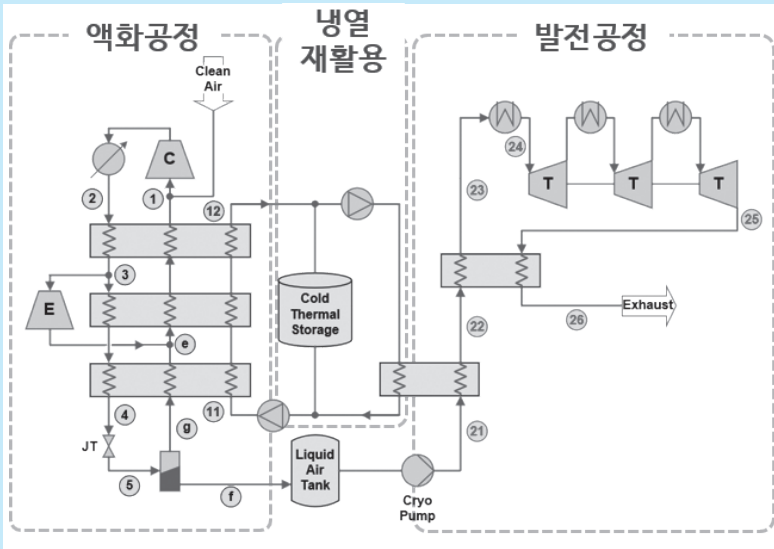 액화공정
냉열
재활용
발전공정
Clean
Air
C
2
1
12
3
E
e
4
g
11
JT
5
f
Cold
Thermal
Storage
Liquid
Air
Tank
Cryo
Pump
21
22
23
24
T
T
T
25
26
Exhaust